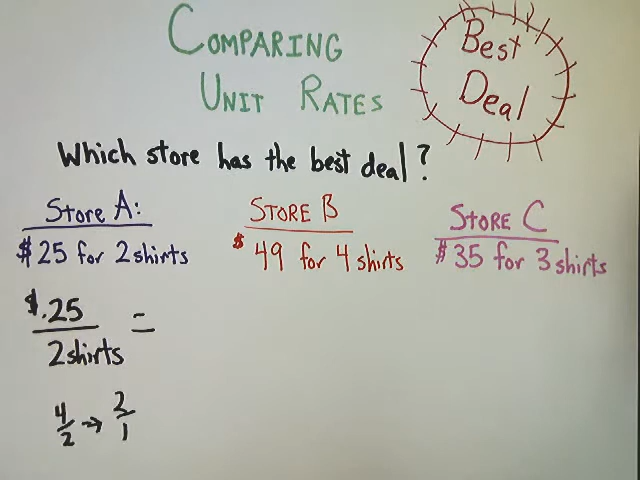 COMPARING
UNIT RATES
Best
Deal
Which store has the best deal?
Store A:
$25 for 2 shirts
STORE B
$49 for 4 shirts
STORE C
$35 for 3 shirts
$.25
2 shirts
=
4/2 → 2/1